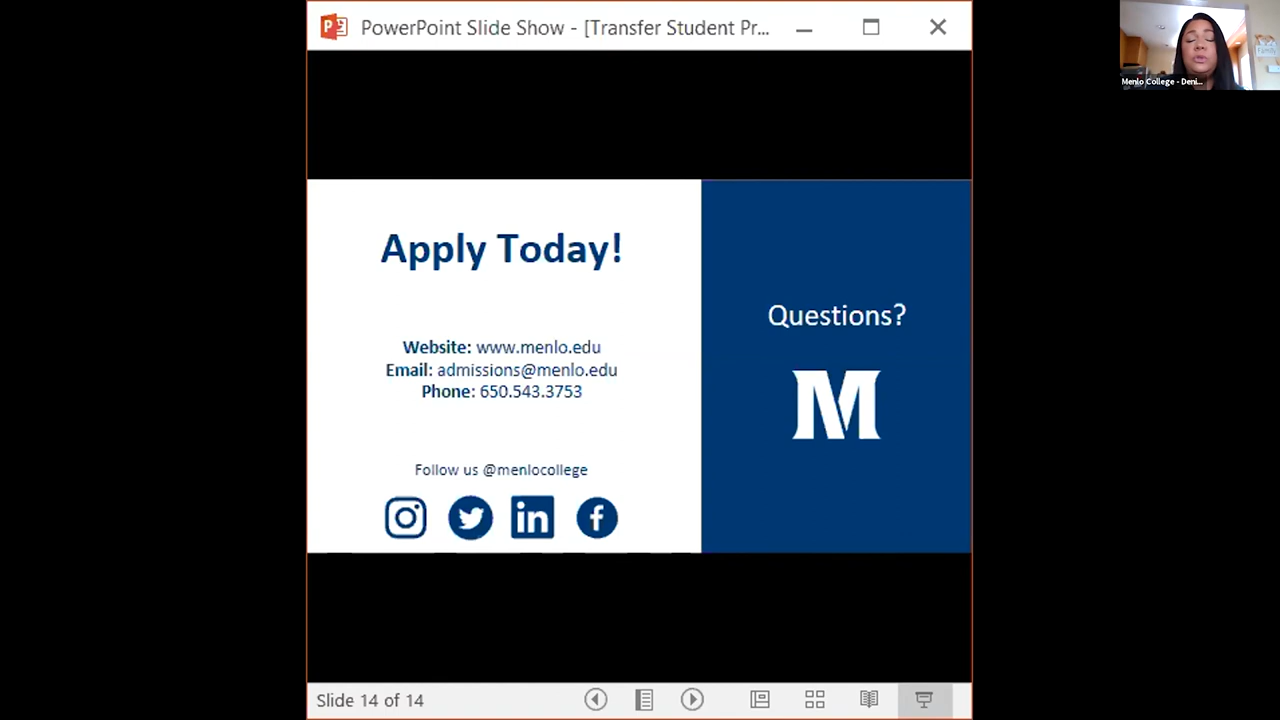 PowerPoint Slide Show - [Transfer Student Pr...
Menlo College - Deni...
Apply Today!
Website: www.menlo.edu
Email: admissions@menlo.edu
Phone: 650.543.3753
Follow us @menlocollege
Questions?
M
Slide 14 of 14